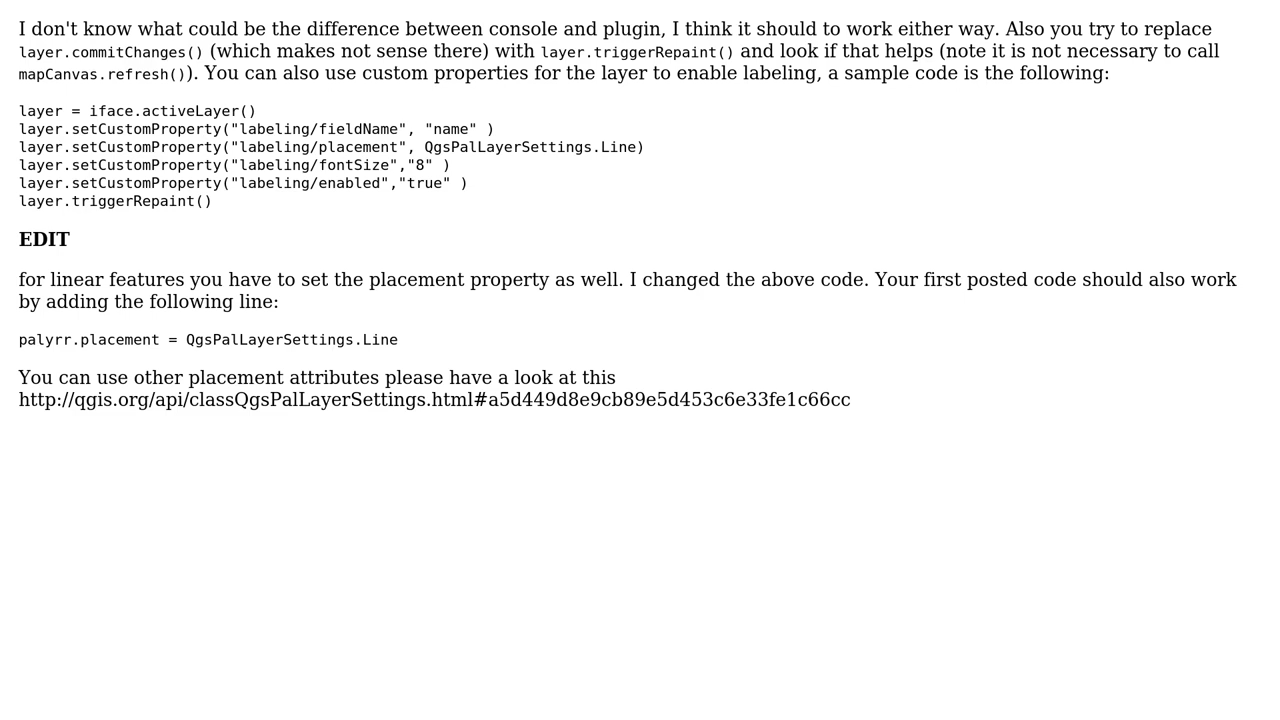 I don't know what could be the difference between console and plugin, I think it should to work either way. Also you try to replace
layer.commitChanges() (which makes not sense there) with layer.triggerRepaint() and look if that helps (note it is not necessary to call
mapCanvas.refresh()). You can also use custom properties for the layer to enable labeling, a sample code is the following:
layer = iface.activeLayer()
layer.setCustomProperty("labeling/fieldName", "name" )
layer.setCustomProperty("labeling/placement", QgsPalLayerSettings.Line)
layer.setCustomProperty("labeling/fontSize","8" )
layer.setCustomProperty("labeling/enabled","true" )
layer.triggerRepaint()
EDIT
for linear features you have to set the placement property as well. I changed the above code. Your first posted code should also work
by adding the following line:
palyrr.placement = QgsPalLayerSettings.Line
You can use other placement attributes please have a look at this
http://qgis.org/api/classQgsPalLayerSettings.html#a5d449d8e9cb89e5d453c6e33fe1c66cc